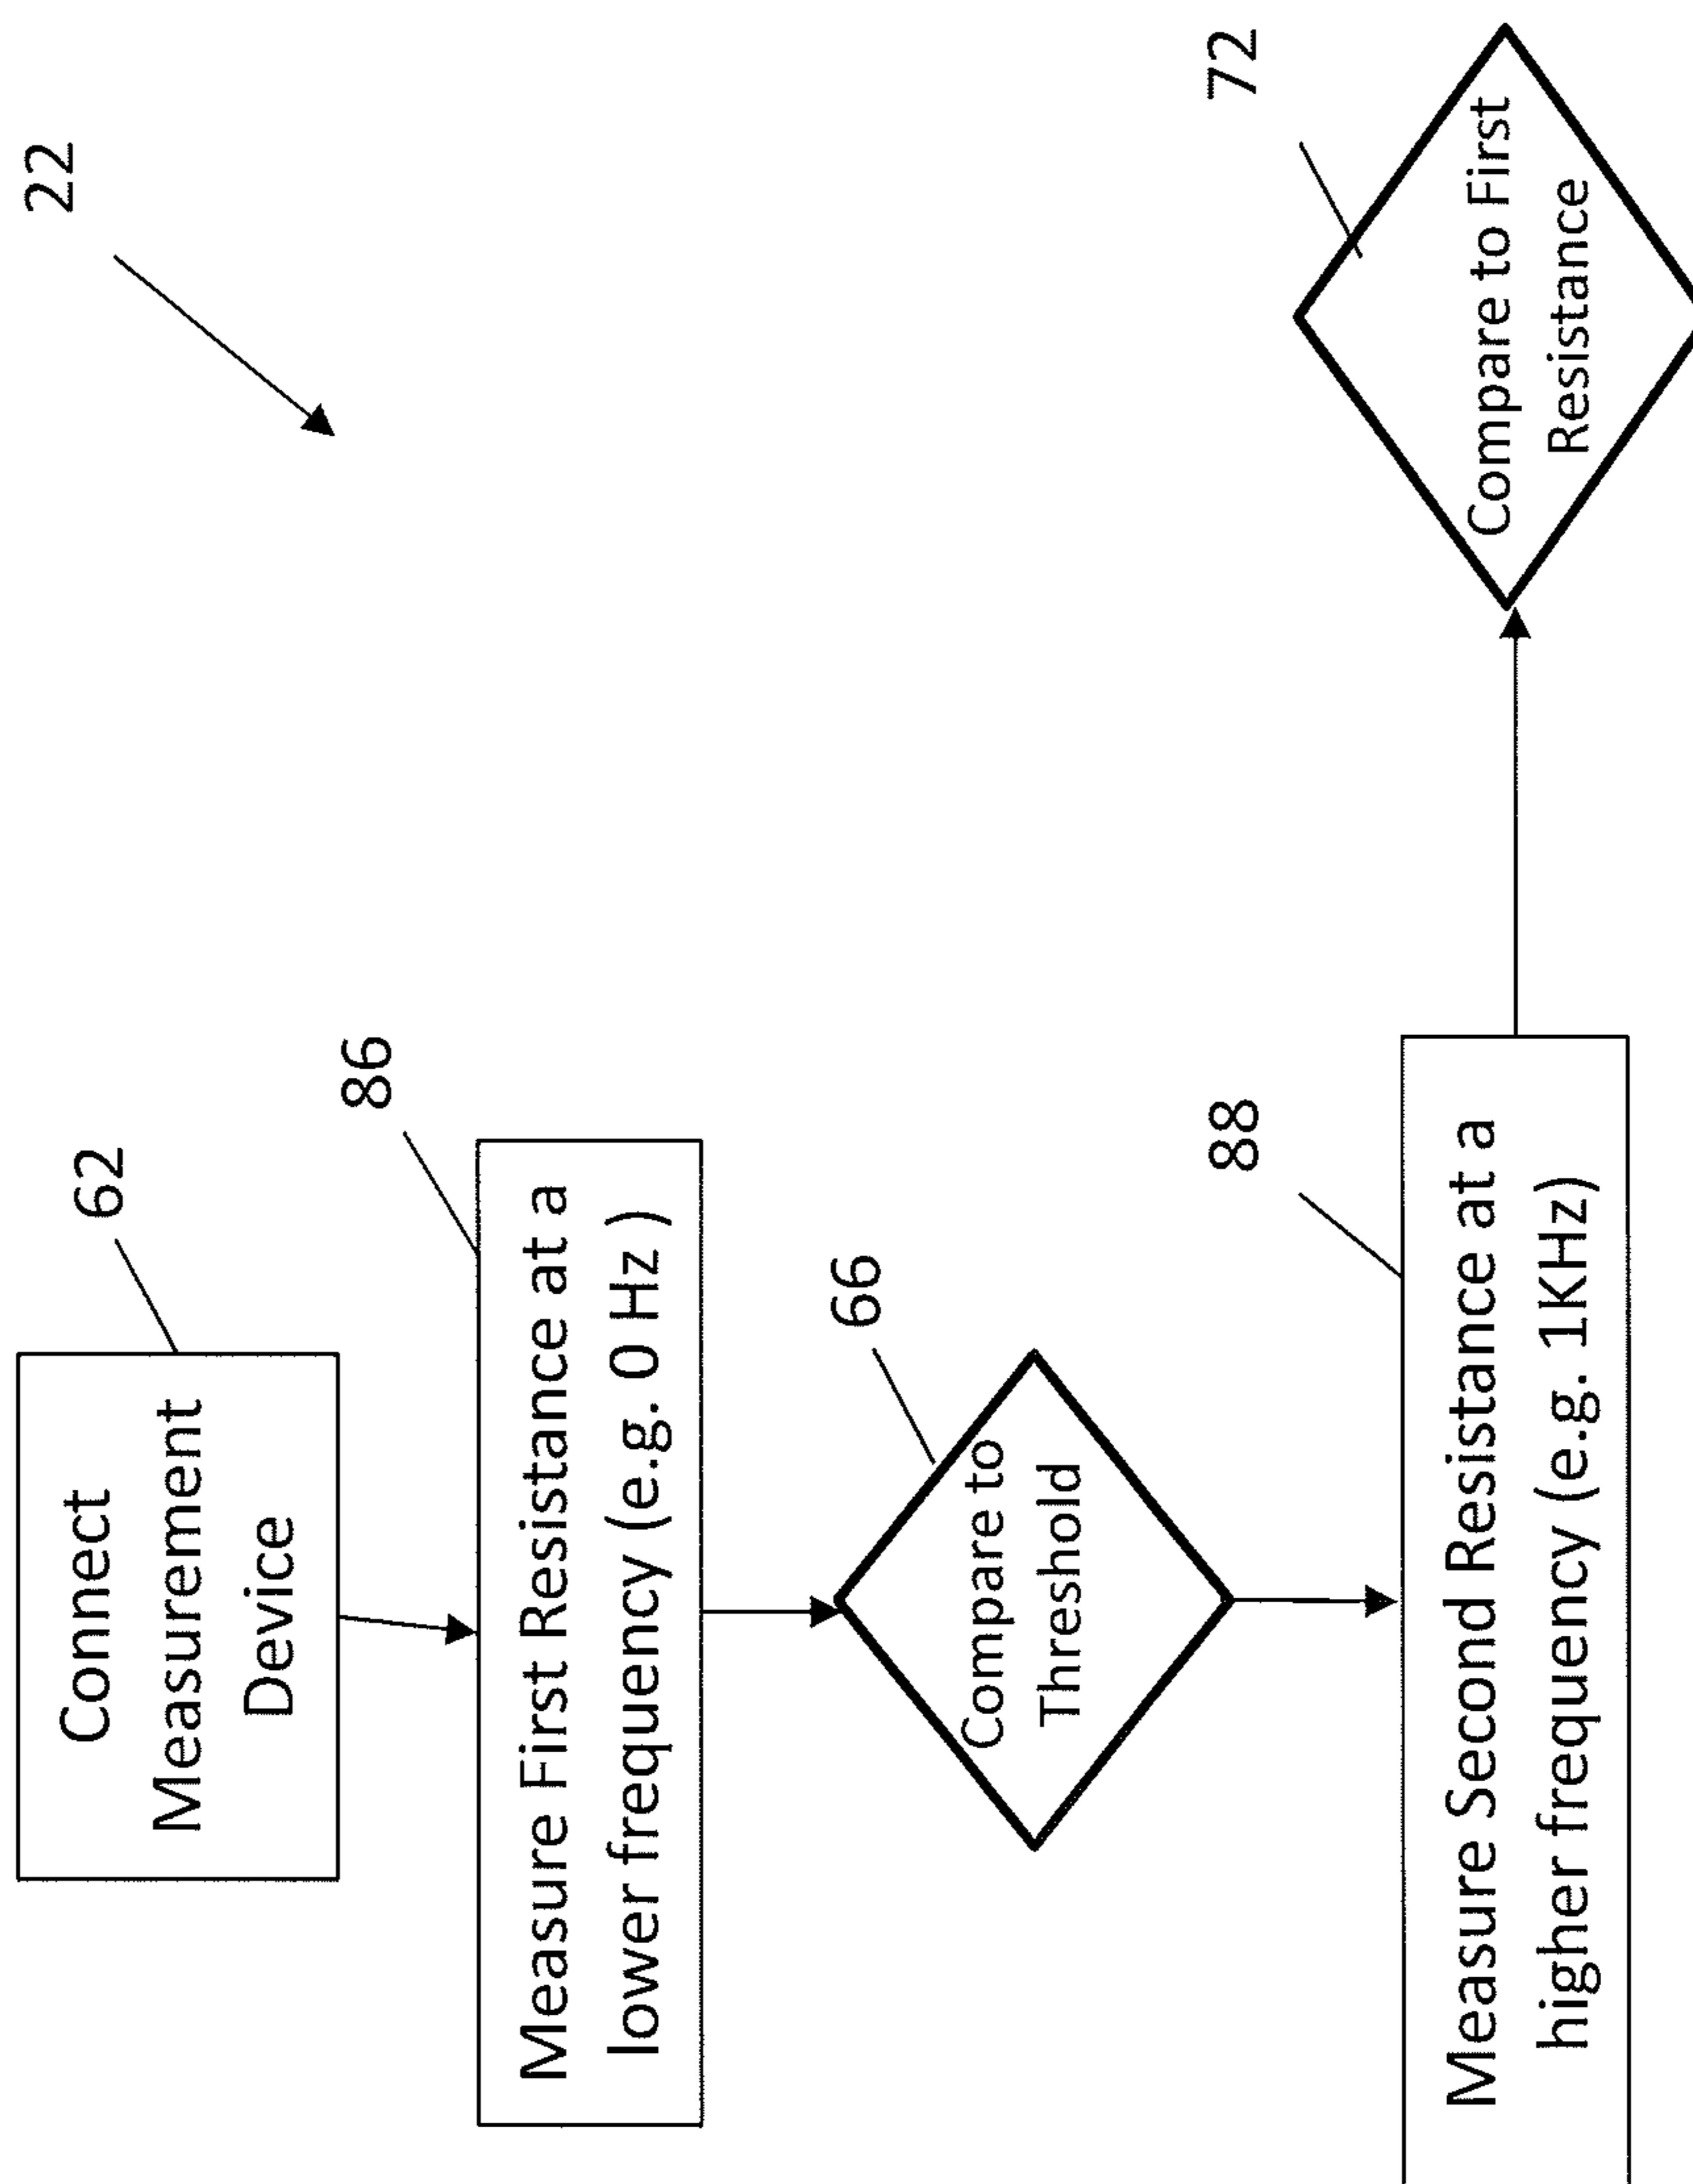 22
Connect
Measurement
Device
62
Measure First Resistance at a
lower frequency (e.g. 0 Hz )
86
Compare to
Threshold
66
Measure Second Resistance at a
higher frequency (e.g. 1KHz)
88
Compare to First
Resistance
72